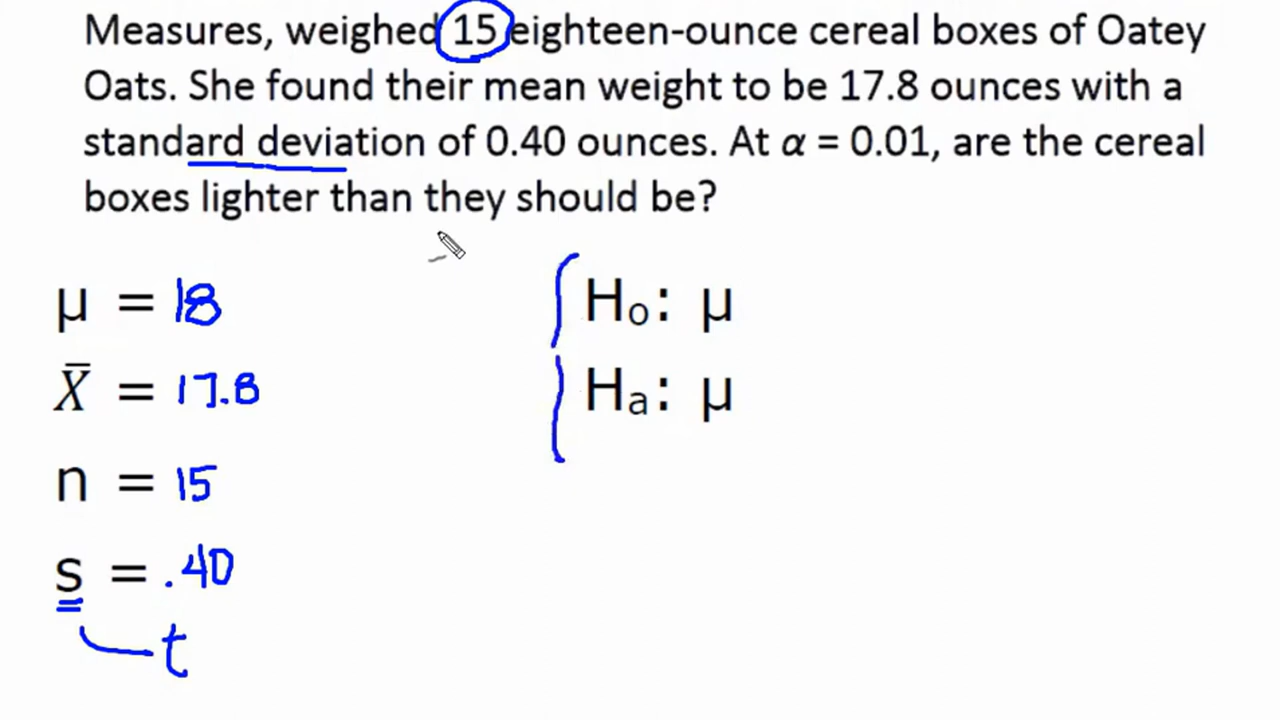 Measures, weighed 15 eighteen-ounce cereal boxes of Oatey
Oats. She found their mean weight to be 17.8 ounces with a
standard deviation of 0.40 ounces. At α = 0.01, are the cereal
boxes lighter than they should be?
μ = 18
H₀: μ
X̄ = 17.8
Hₐ: μ
n = 15
s = .40
t